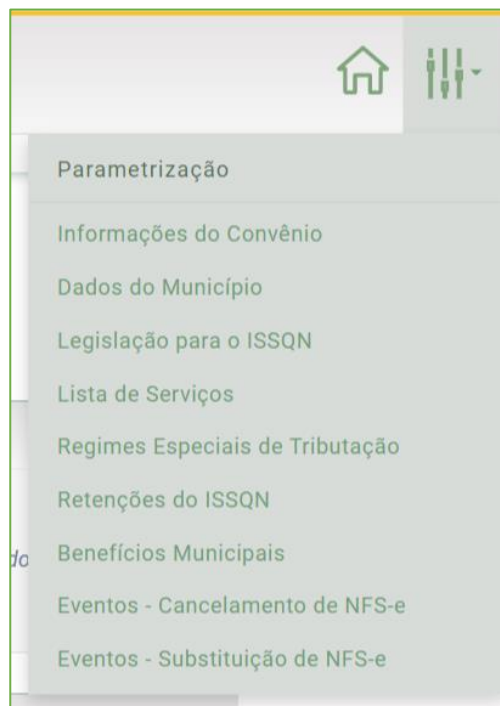 Parametrização
Informações do Convênio
Dados do Município
Legislação para o ISSQN
Lista de Serviços
Regimes Especiais de Tributação
Retenções do ISSQN
do
Benefícios Municipais
Eventos - Cancelamento de NFS-e
Eventos - Substituição de NFS-e